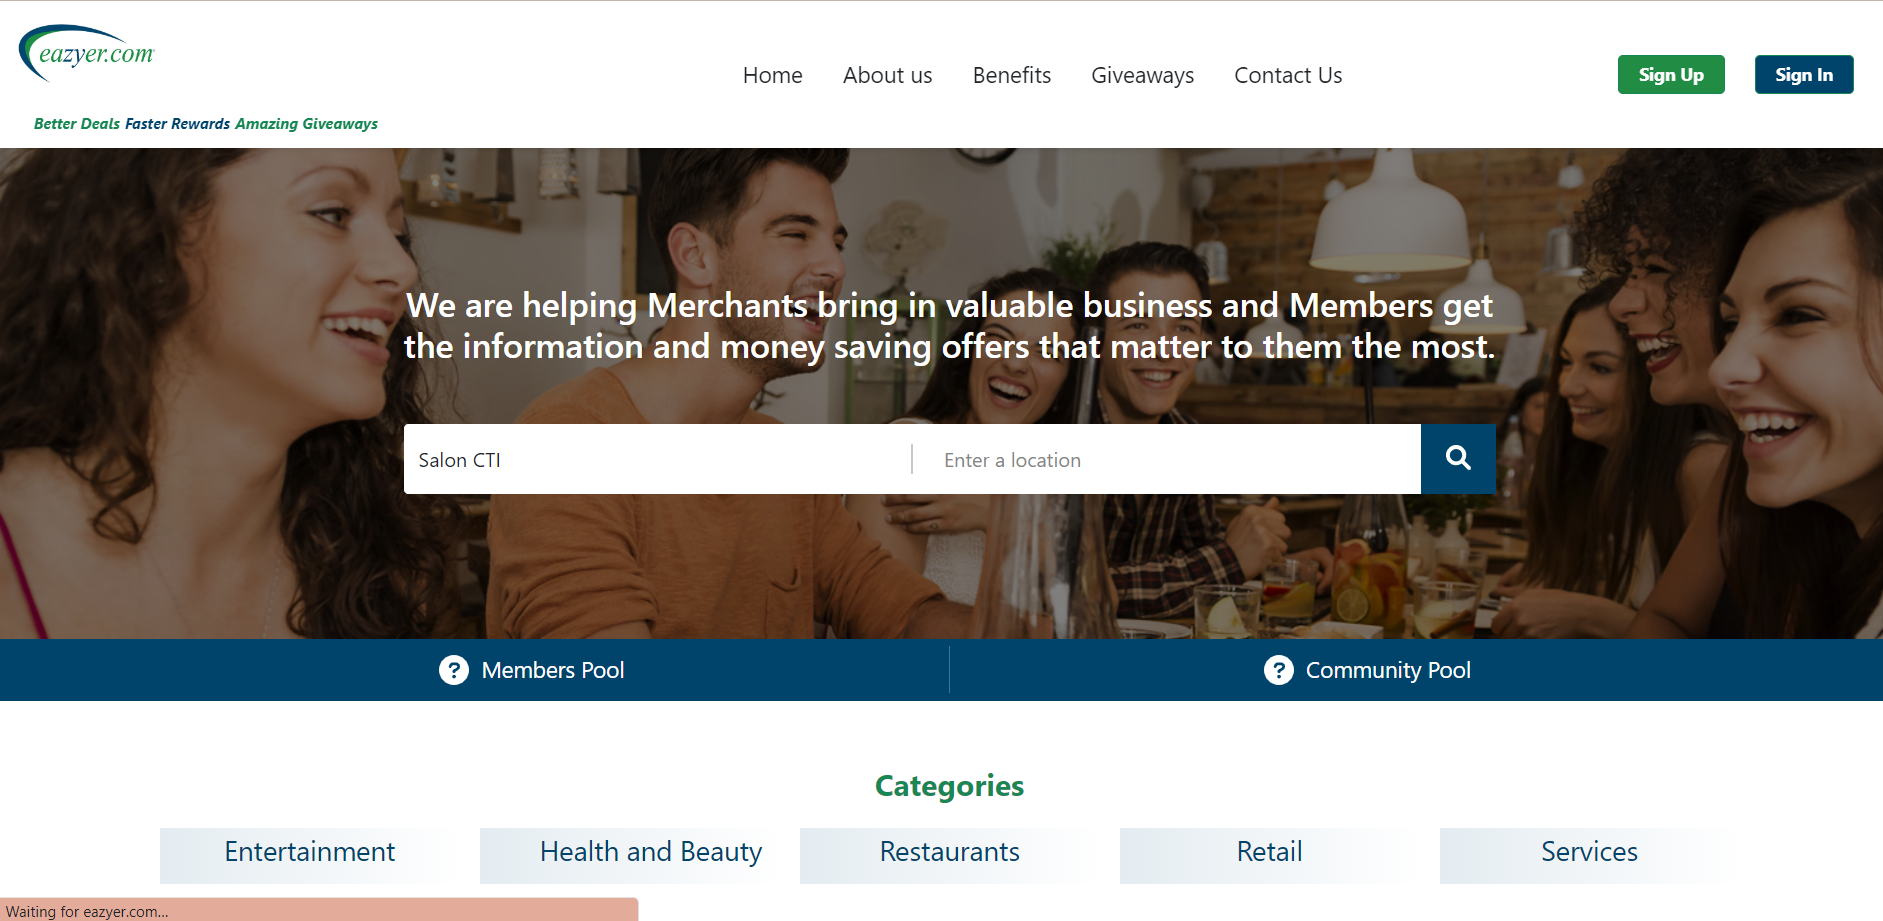 eazyer.com
Home About us Benefits Giveaways Contact Us
Sign Up Sign In
Better Deals Faster Rewards Amazing Giveaways
We are helping Merchants bring in valuable business and Members get
the information and money saving offers that matter to them the most.
Salon CTI
Enter a location
? Members Pool
? Community Pool
Categories
Entertainment Health and Beauty Restaurants Retail Services
Waiting for eazyer.com...